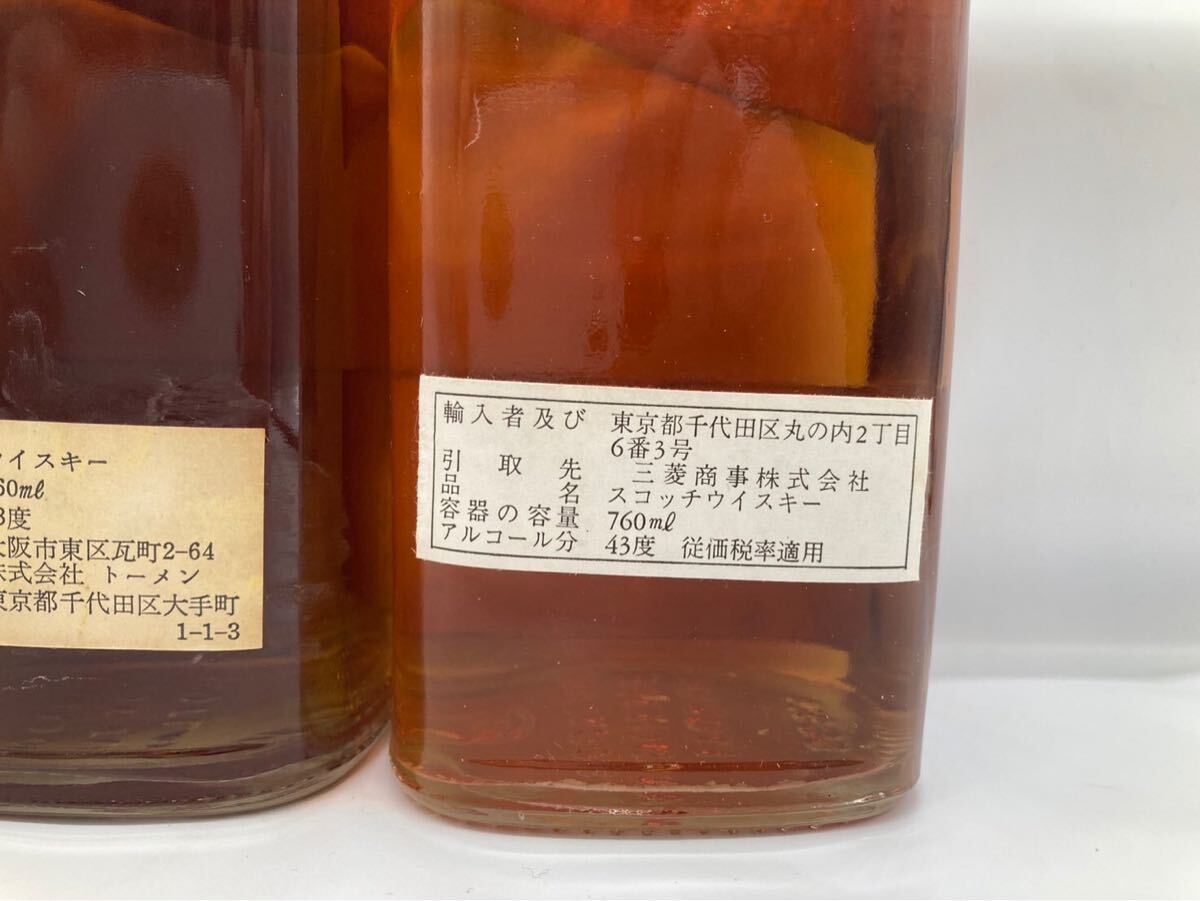 イスキー
60ml
3度
大阪市東区瓦町2-64
株式会社 トーメン
東京都千代田区大手町
1-1-3
輸入者及び 東京都千代田区丸の内2丁目
6番3号
引取先 三菱商事株式会社
品名 スコッチウイスキー
容器の容量 760ml
アルコール分 43度 従価税率適用